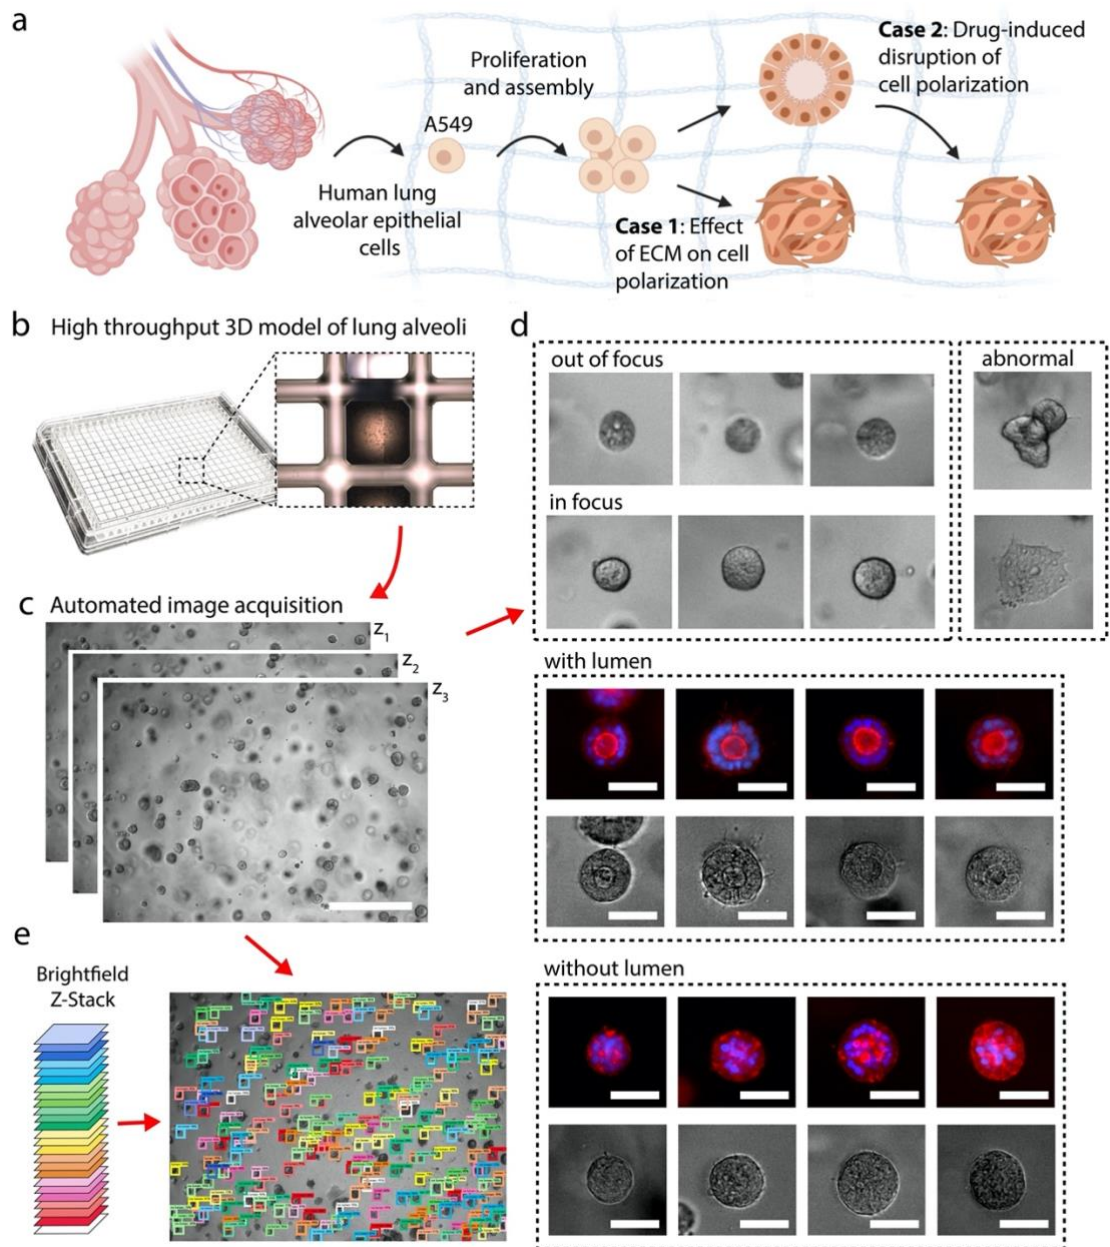 a
Proliferation
and assembly
A549
Human lung
alveolar epithelial
cells
Case 2: Drug-induced
disruption of
cell polarization
Case 1: Effect
of ECM on cell
polarization
b
High throughput 3D model of lung alveoli
c
Automated image acquisition
z1
z2
z3
d
out of focus
abnormal
in focus
with lumen
without lumen
e
Brightfield
Z-Stack